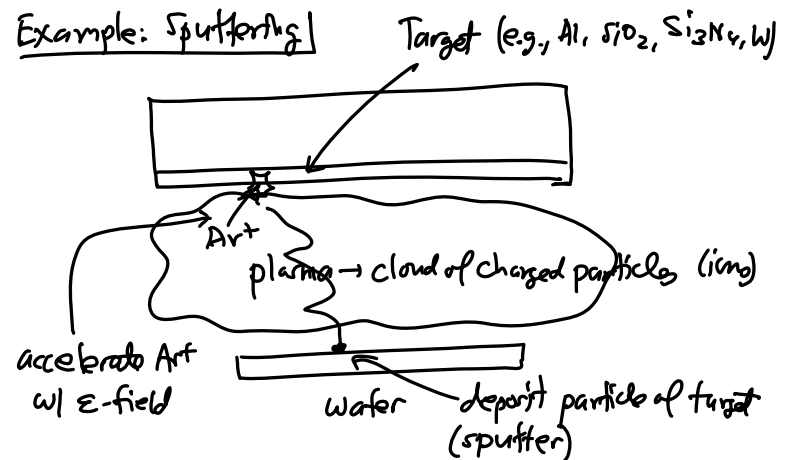 Example: Sputtering
Target (e.g., Al, SiO2, Si3N4, W)
Ar+
plasma → cloud of charged particles (ions)
accelerate Ar+
w/ ε-field
wafer
deposit particle of target
(sputter)